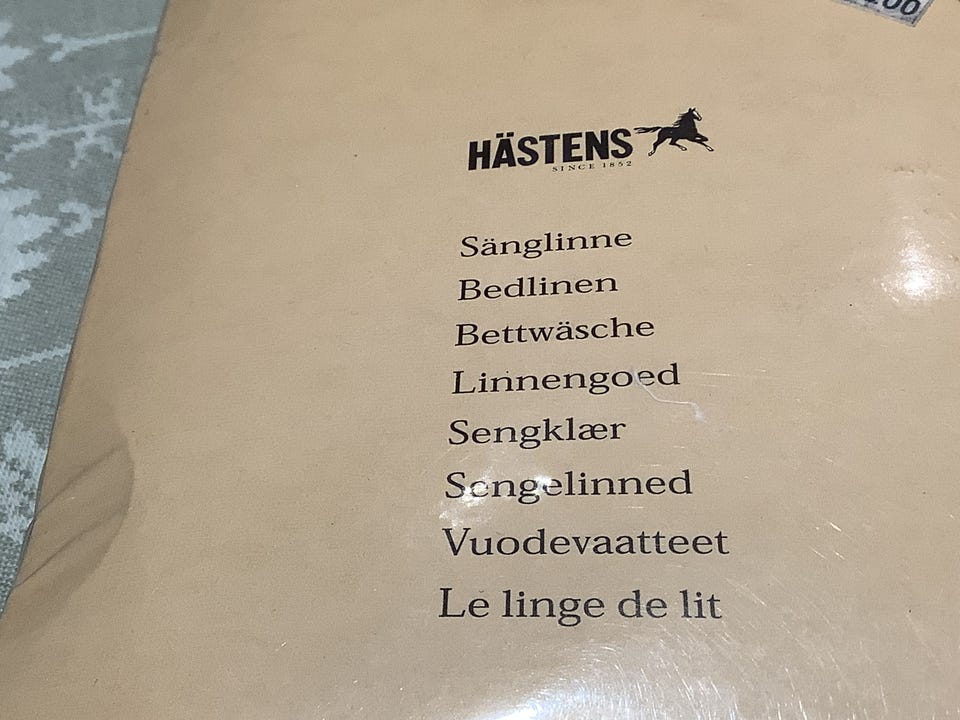 HÄSTENS
SINCE 1852
Sänglinne
Bedlinen
Bettwäsche
Linnengoed
Sengklær
Sengelinned
Vuodevaatteet
Le linge de lit